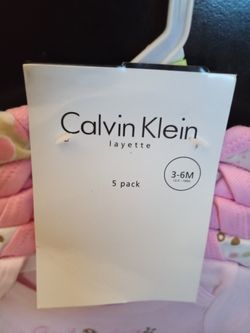 Calvin Klein
layette
5 pack
3-6M